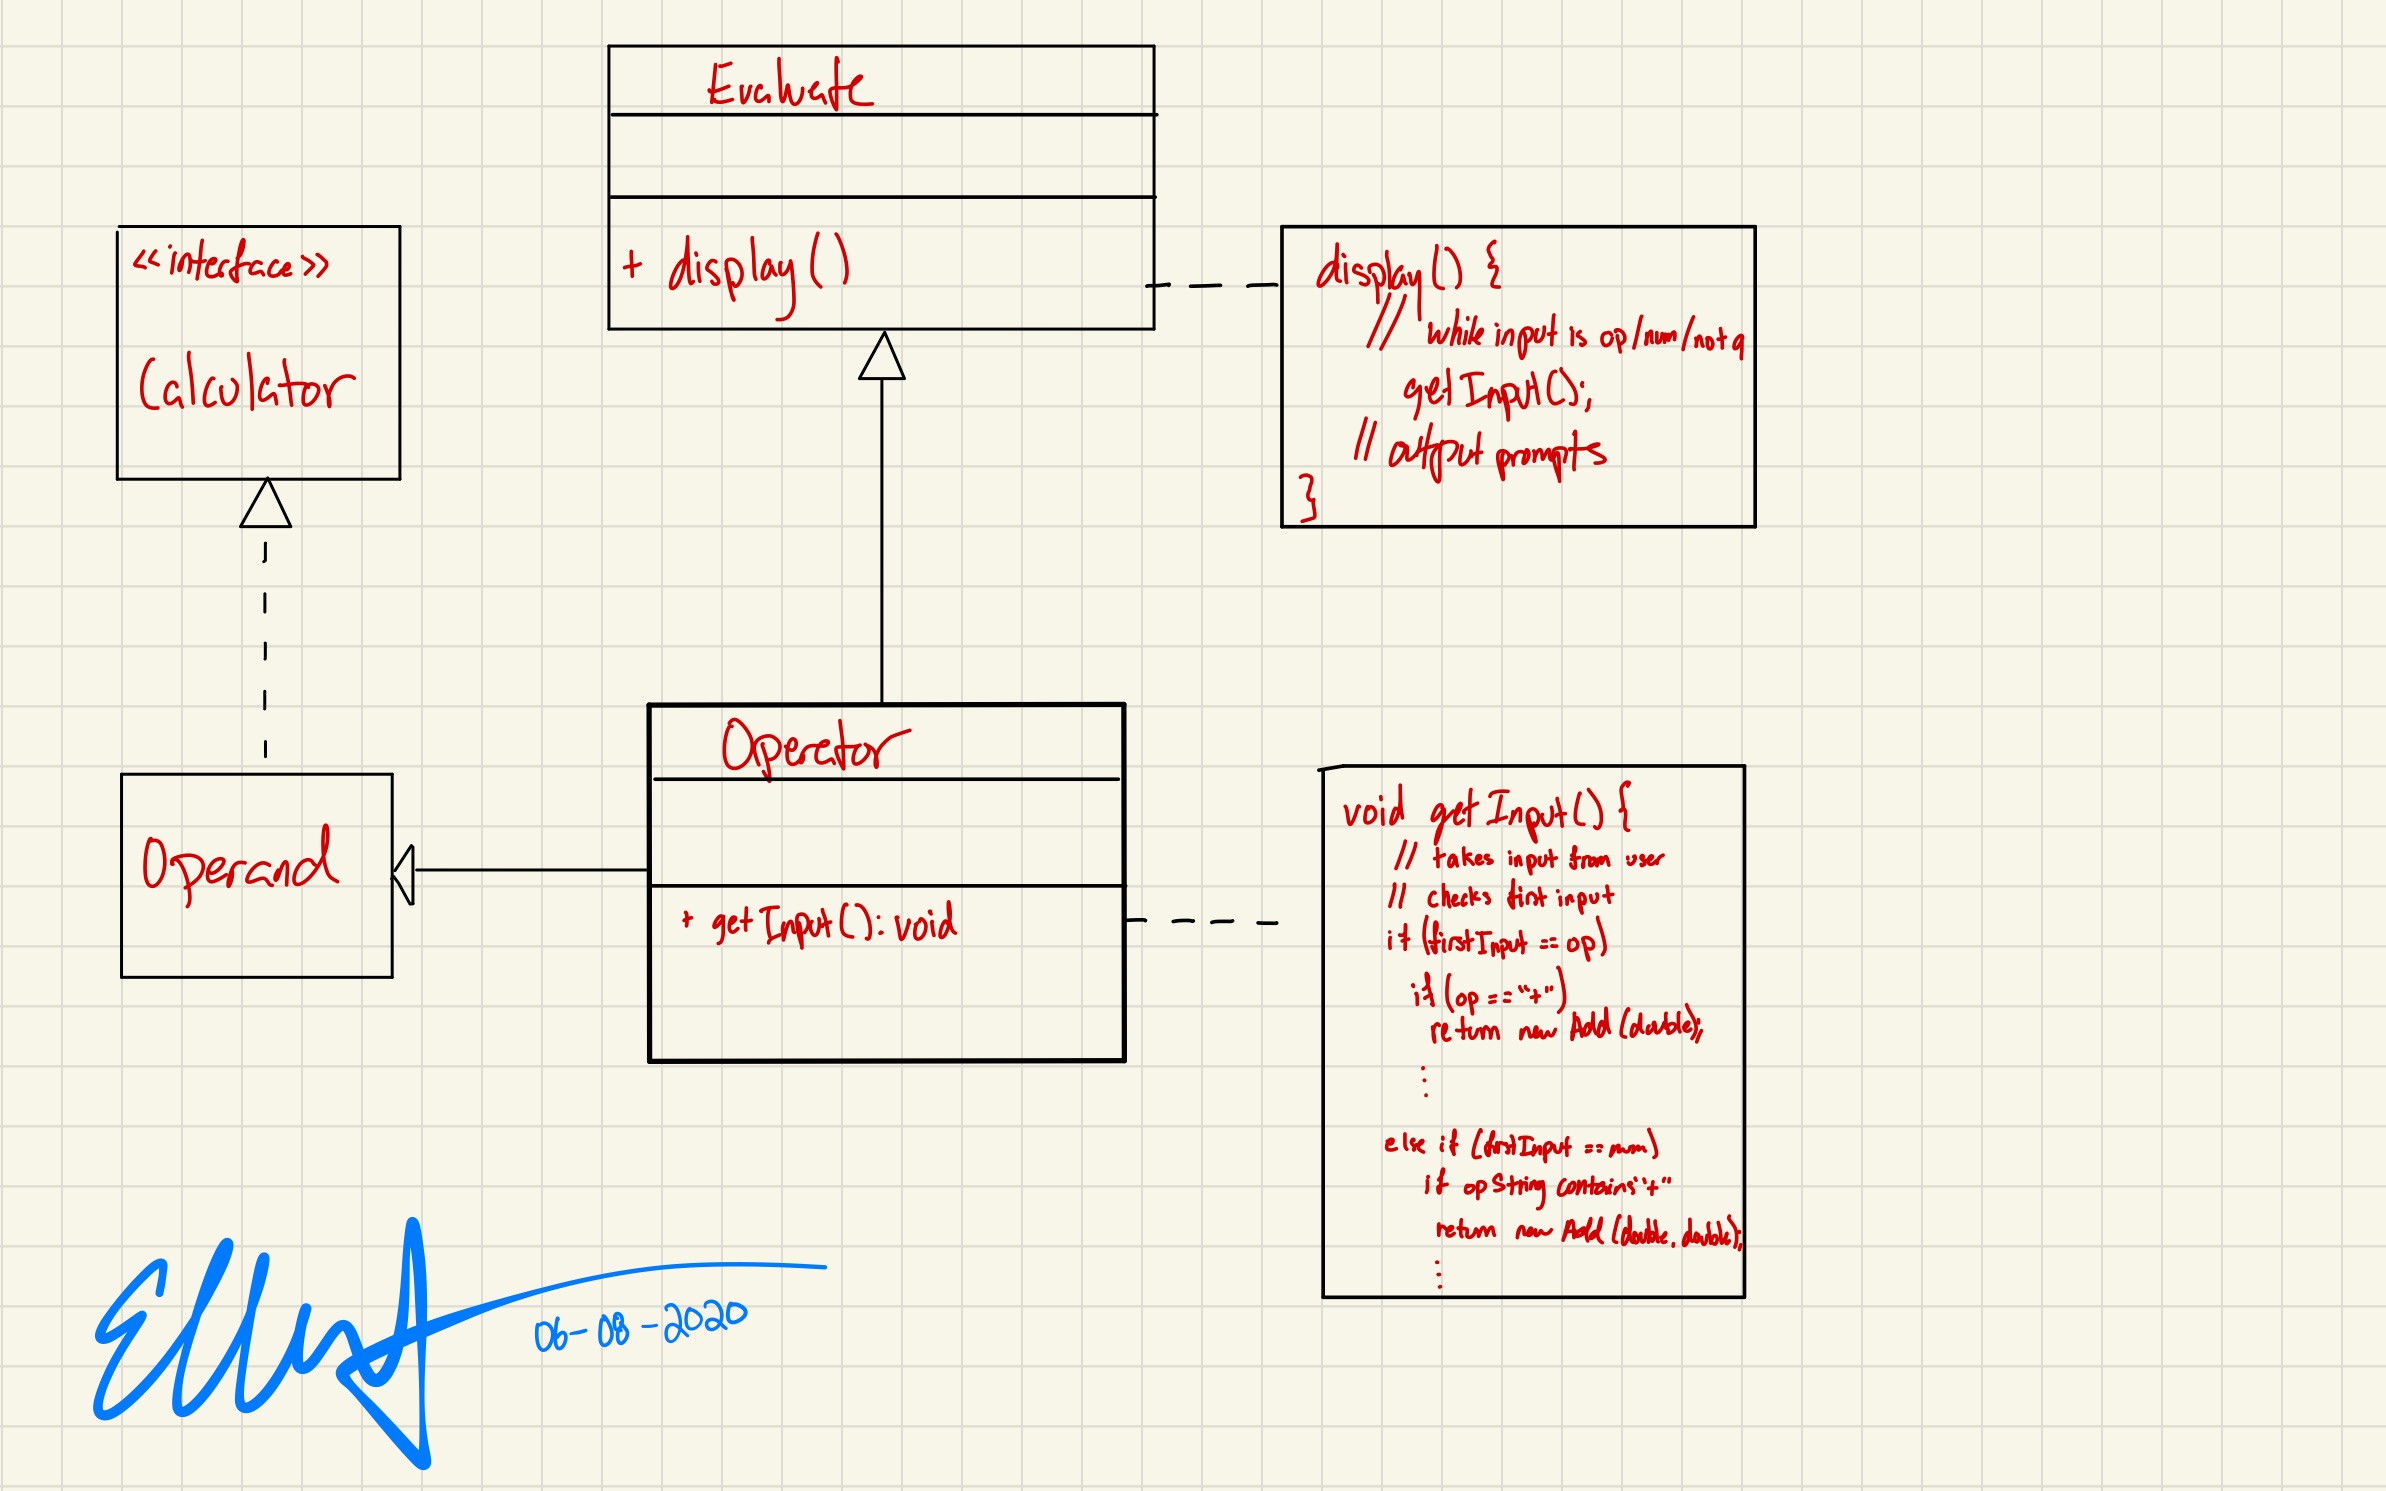 Evaluate
+ display()
<<interface>>
Calculator
display() {
// while input is op/num/not q
getInput();
// output prompts
}
Operator
+ getInput(): void
Operand
void getInput() {
// takes input from user
// checks first input
if (firstInput == op)
if (op == "+")
return new Add(double);
⋮
else if (firstInput == num)
if opString contains "+"
return new Add(double, double);
⋮
06-08-2020